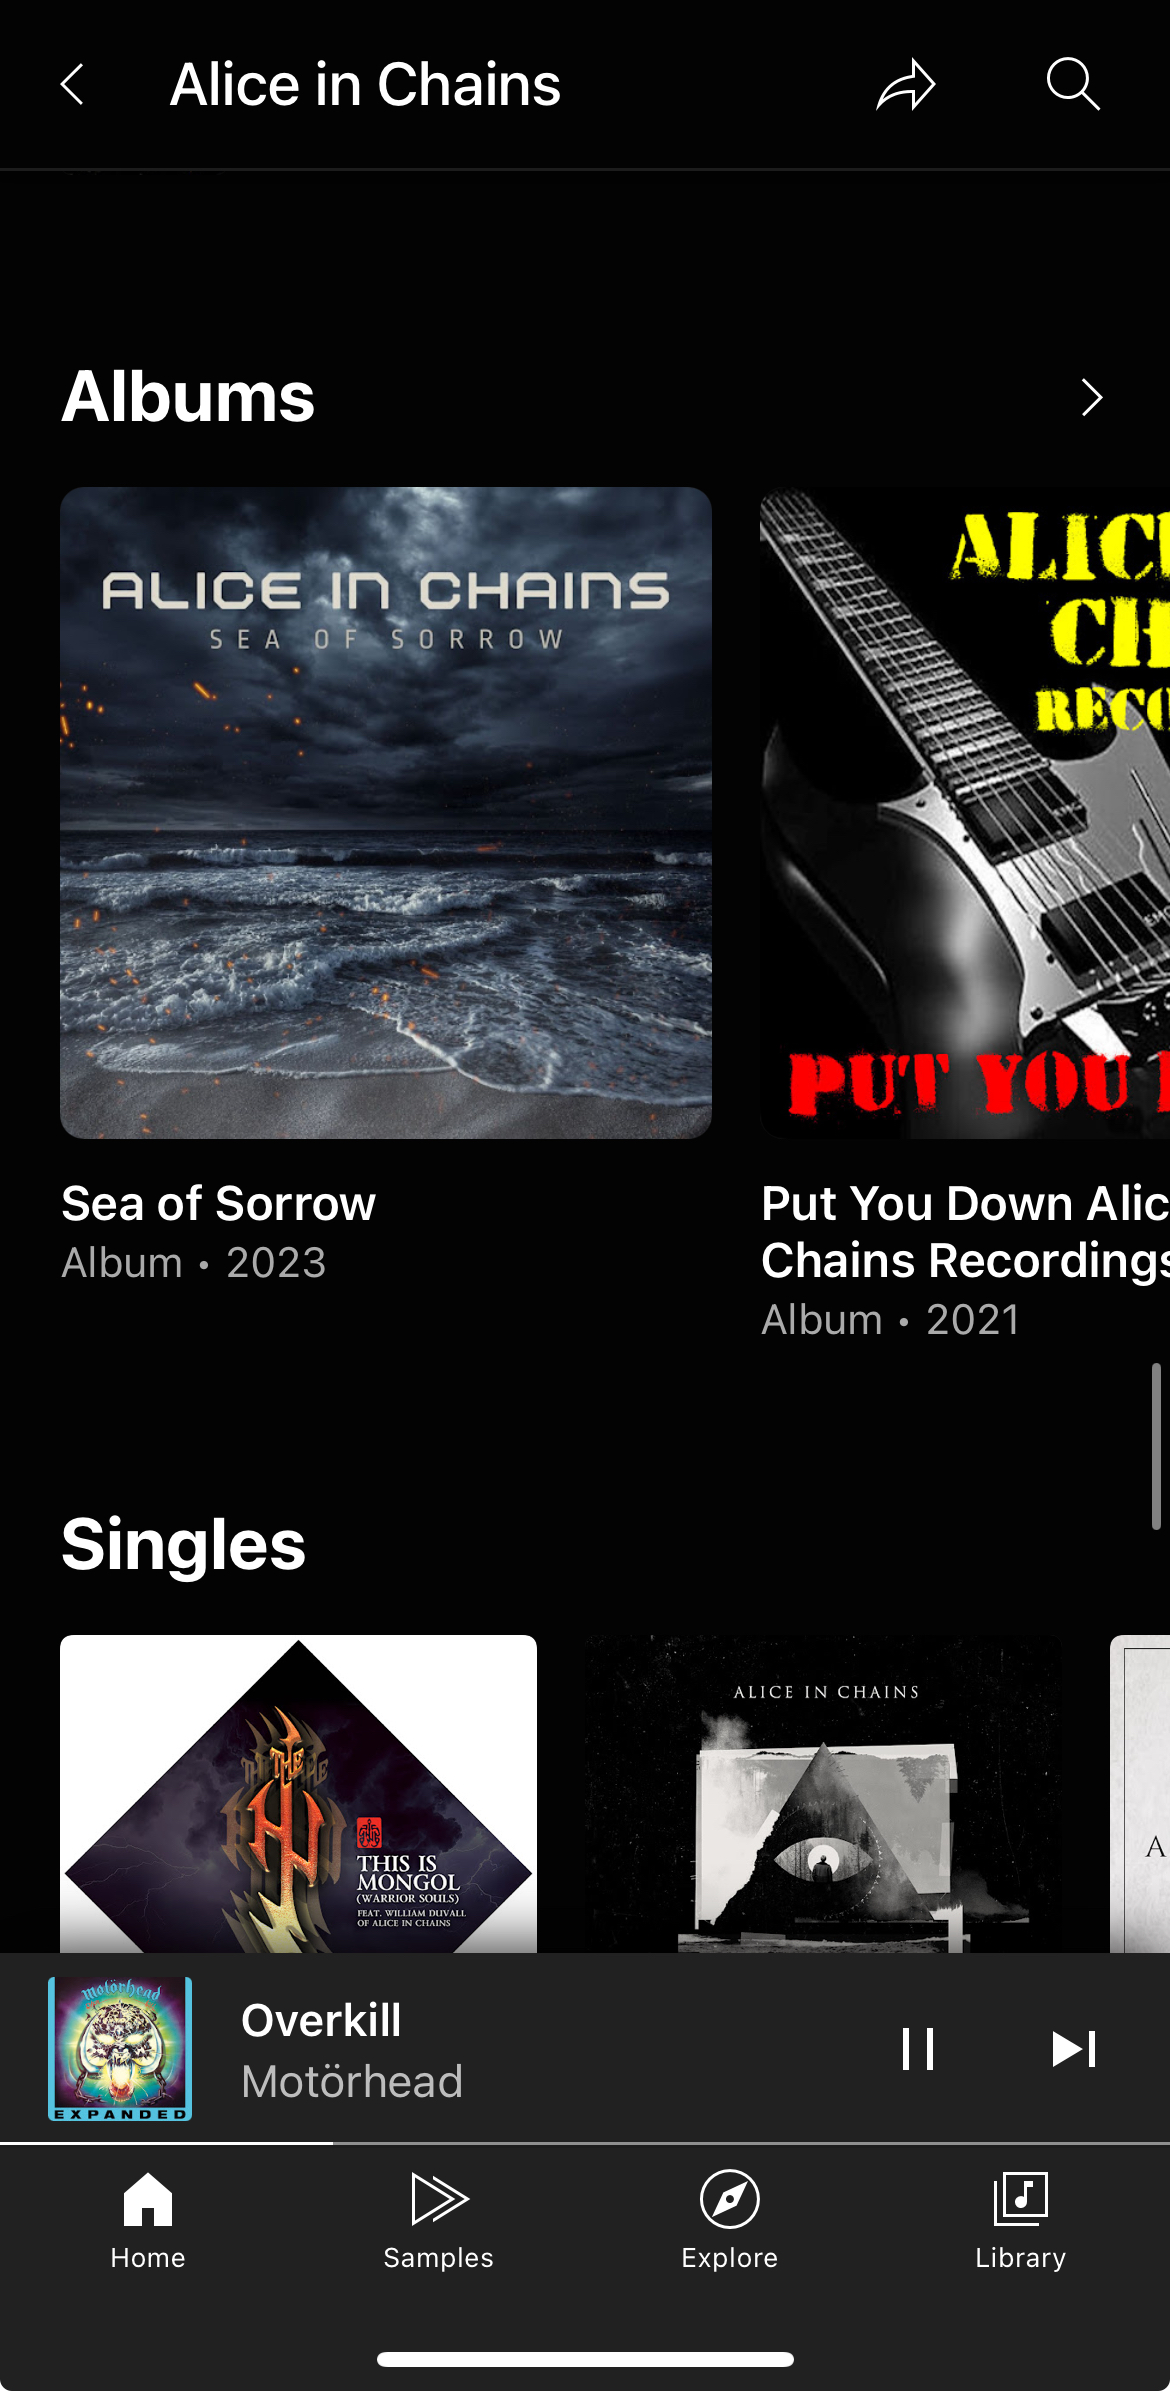 Alice in Chains
Albums
ALICE IN CHAINS
SEA OF SORROW
ALIC
CH
RECO
EM
PUT YOU
Sea of Sorrow
Album • 2023
Put You Down Alic
Chains Recordings
Album • 2021
Singles
THE
THIS IS
MONGOL
(WARRIOR SOULS)
FEAT. WILLIAM DUVALL
OF ALICE IN CHAINS
ALICE IN CHAINS
A
Motörhead
EXPANDED
Overkill
Motörhead
Home
Samples
Explore
Library